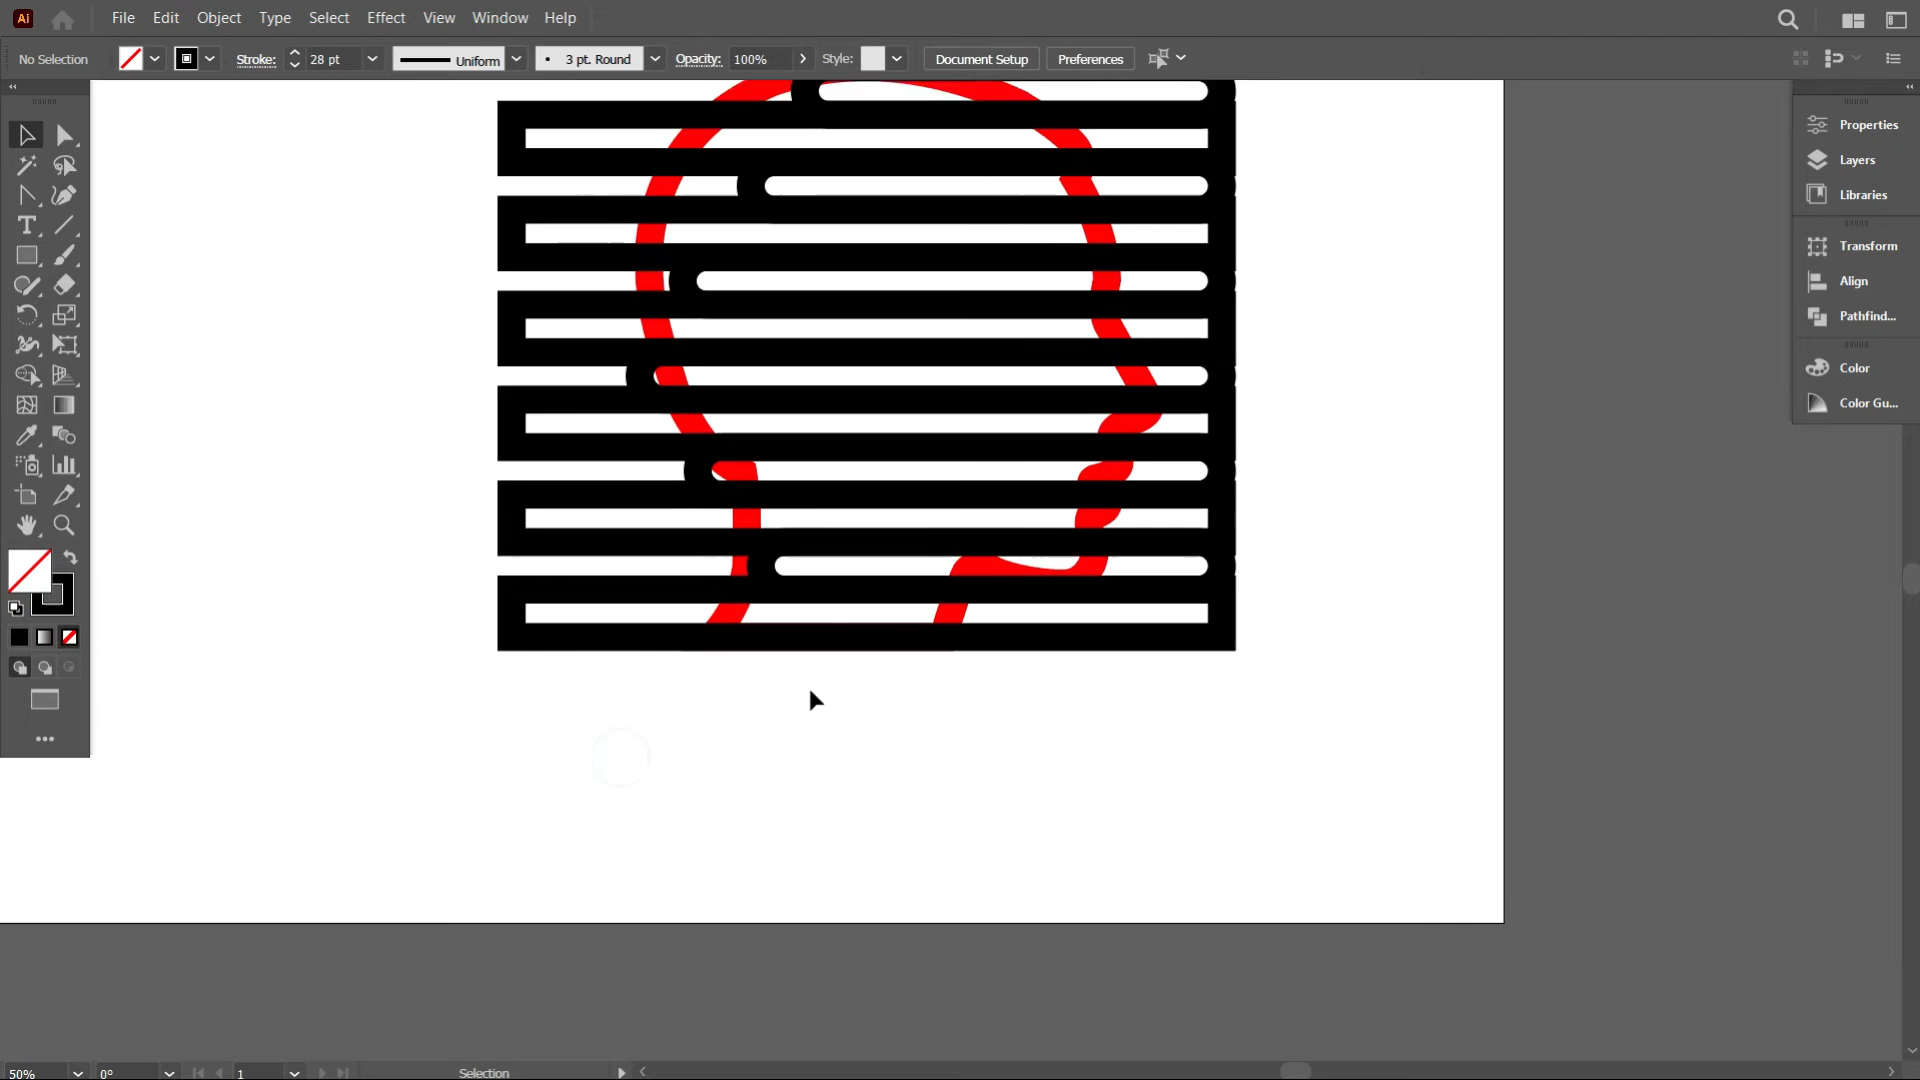 Ai File Edit Object Type Select Effect View Window Help
No Selection Stroke: 28 pt Uniform 3 pt. Round Opacity: 100% Style: Document Setup Preferences
Properties
Layers
Libraries
Transform
Align
Pathfind...
Color
Color Gu...
50% 0° 1 Selection